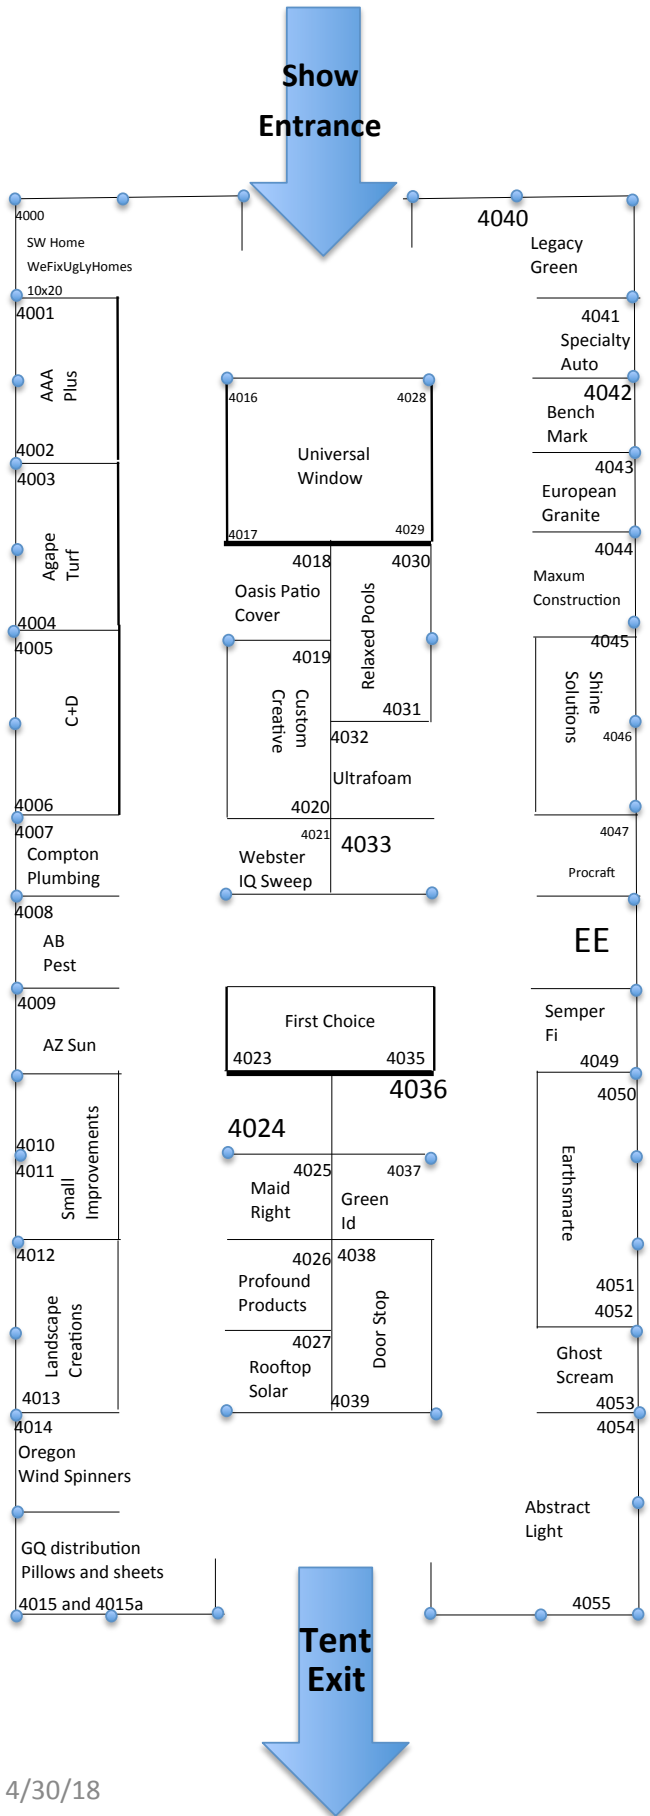 Show
Entrance
4000
SW Home
WeFixUgLyHomes
10x20
4001
AAA
Plus
4002
4003
Agape
Turf
4004
4005
C+D
4006
4007
Compton
Plumbing
4008
AB
Pest
4009
AZ Sun
4010
4011
Small
Improvements
4012
Landscape
Creations
4013
4014
Oregon
Wind Spinners
GQ distribution
Pillows and sheets
4015 and 4015a
4016
4028
Universal
Window
4017
4029
4018
Oasis Patio
Cover
4030
Relaxed Pools
4031
4019
Custom
Creative
4020
4032
Ultrafoam
4021
Webster
IQ Sweep
4033
First Choice
4023
4035
4036
4024
4025
Maid
Right
4037
Green
Id
4026
Profound
Products
4038
Door Stop
4039
4027
Rooftop
Solar
4040
Legacy
Green
4041
Specialty
Auto
4042
Bench
Mark
4043
European
Granite
4044
Maxum
Construction
4045
Shine
Solutions
4046
4047
Procraft
EE
Semper
Fi
4049
4050
Earthsmarte
4051
4052
Ghost
Scream
4053
4054
Abstract
Light
4055
Tent
Exit
4/30/18